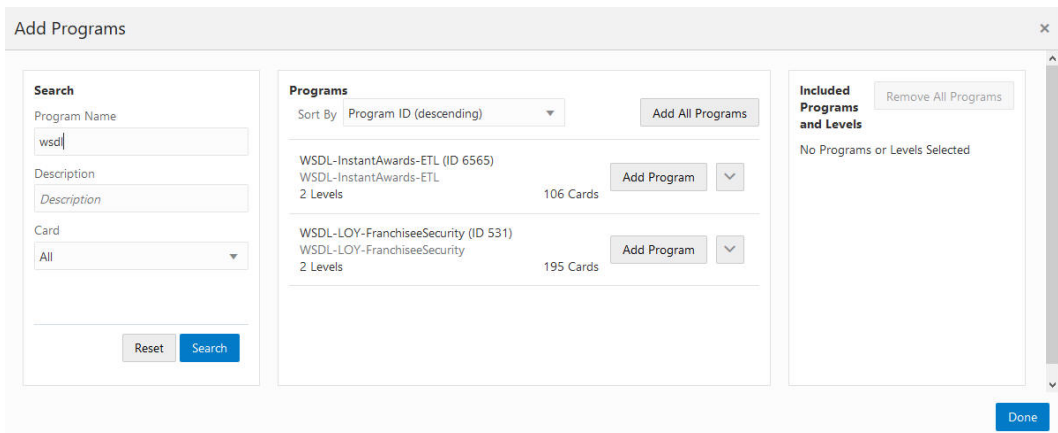 Add Programs
×
Search
Program Name
wsdl
Description
Description
Card
All
Reset
Search
Programs
Sort By
Program ID (descending)
Add All Programs
WSDL-InstantAwards-ETL (ID 6565)
WSDL-InstantAwards-ETL
2 Levels
106 Cards
Add Program
WSDL-LOY-FranchiseeSecurity (ID 531)
WSDL-LOY-FranchiseeSecurity
2 Levels
195 Cards
Add Program
Included
Programs
and Levels
Remove All Programs
No Programs or Levels Selected
Done